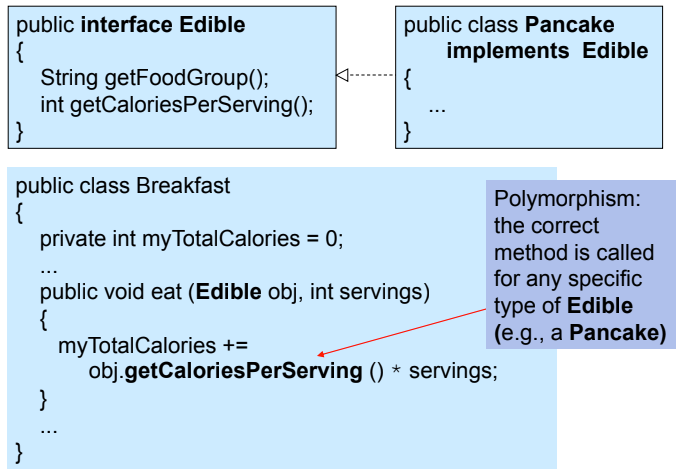 public interface Edible
{
String getFoodGroup();
int getCaloriesPerServing();
}
public class Pancake
implements Edible
{
...
}
public class Breakfast
{
private int myTotalCalories = 0;
...
public void eat (Edible obj, int servings)
{
myTotalCalories +=
obj.getCaloriesPerServing () * servings;
}
...
}
Polymorphism:
the correct
method is called
for any specific
type of Edible
(e.g., a Pancake)